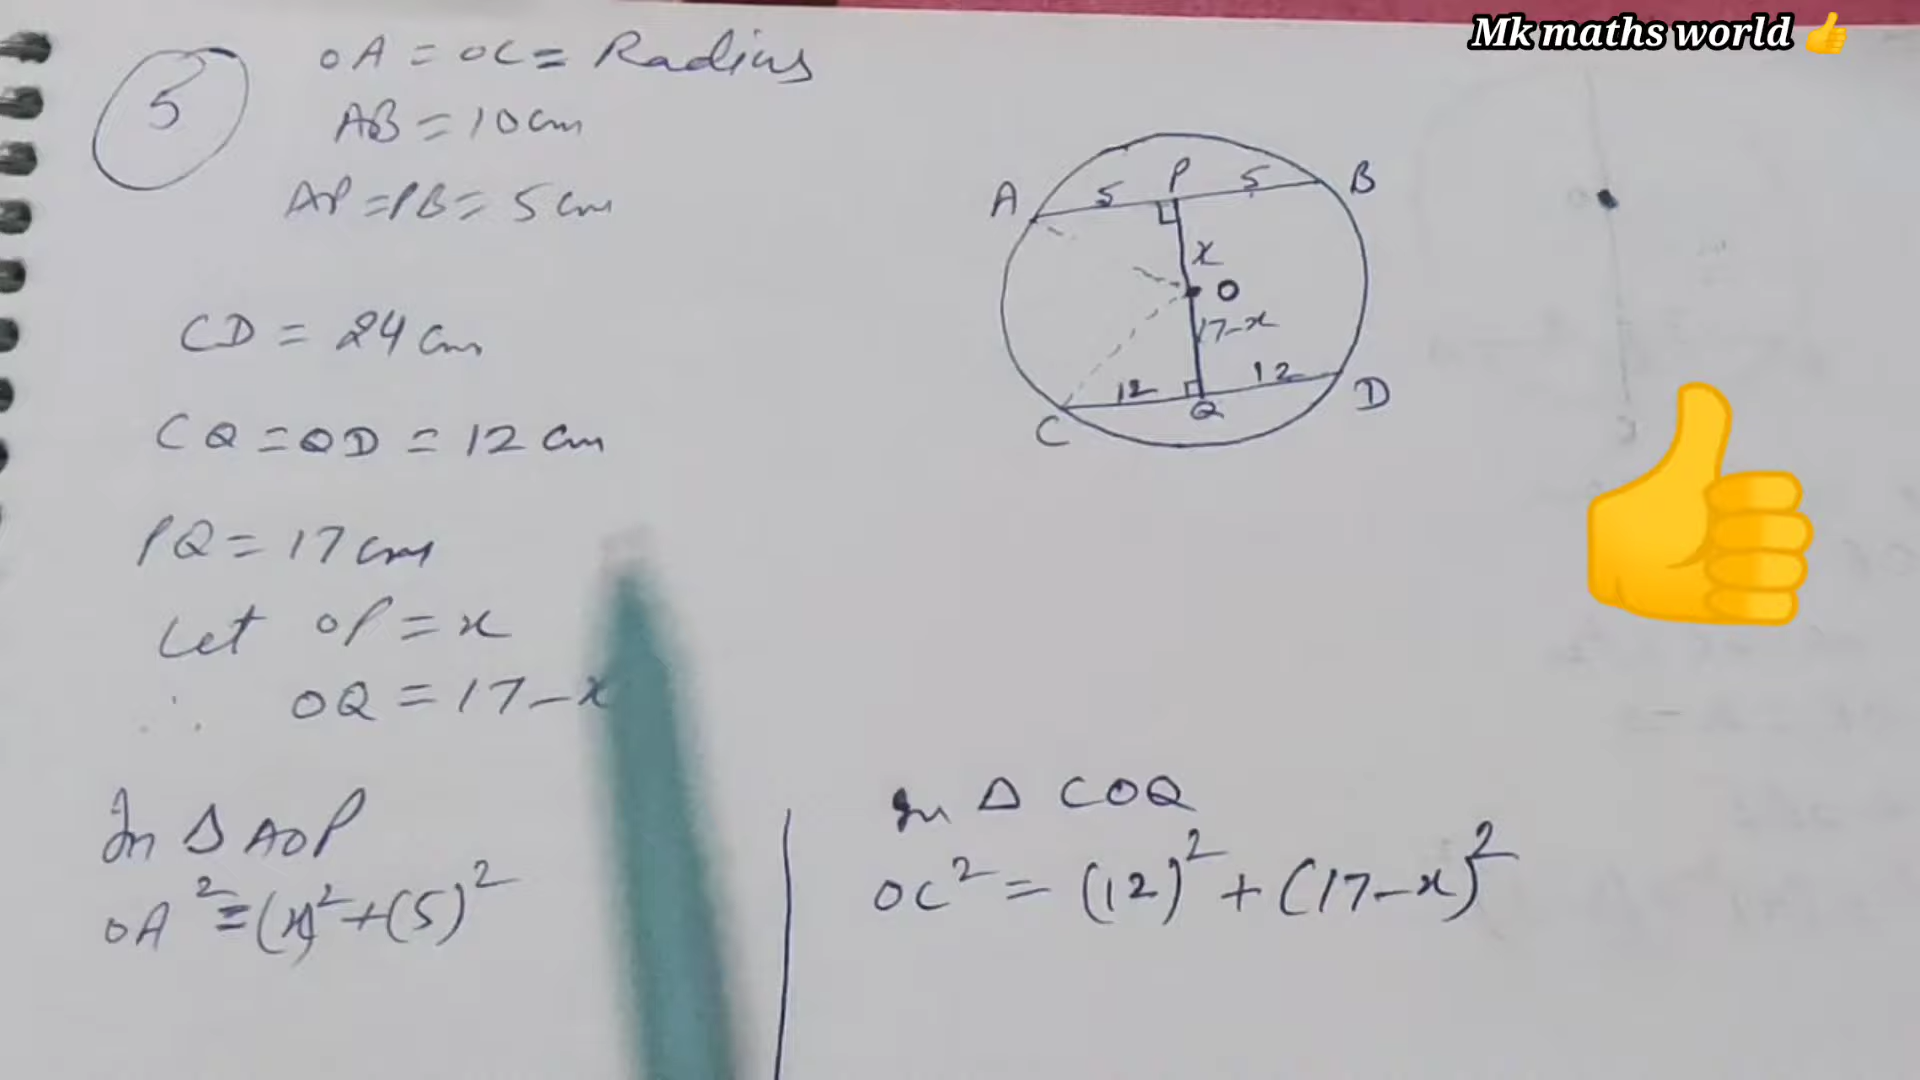 Mk maths world 👍
5
OA = OC = Radius
AB = 10 cm
AP = PB = 5 cm
CD = 24 cm
CQ = QD = 12 cm
PQ = 17 cm
Let OP = x
∴ OQ = 17 - x
In Δ AOP
OA² = (x)² + (5)²
A 5 P 5 B
x
O
17-x
12 12
C Q D
In Δ COQ
OC² = (12)² + (17-x)²